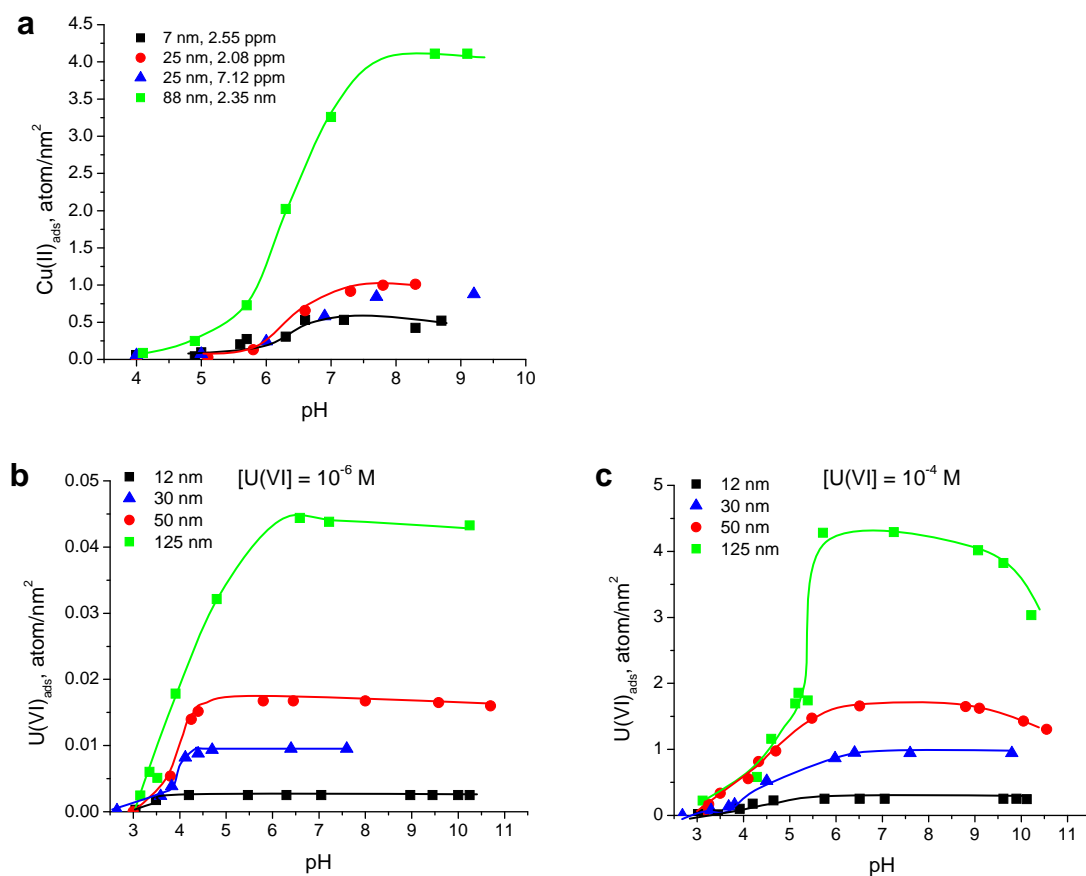 a
7 nm, 2.55 ppm
25 nm, 2.08 ppm
25 nm, 7.12 ppm
88 nm, 2.35 nm
4.5
4.0
3.5
3.0
2.5
2.0
1.5
1.0
0.5
0.0
Cu(II)ads, atom/nm²
4 5 6 7 8 9 10
pH
b
12 nm
30 nm
50 nm
125 nm
[U(VI] = 10⁻⁶ M
0.05
0.04
0.03
0.02
0.01
0.00
U(VI)ads, atom/nm²
3 4 5 6 7 8 9 10 11
pH
c
12 nm
30 nm
50 nm
125 nm
[U(VI] = 10⁻⁴ M
5
4
3
2
1
0
U(VI)ads, atom/nm²
3 4 5 6 7 8 9 10 11
pH